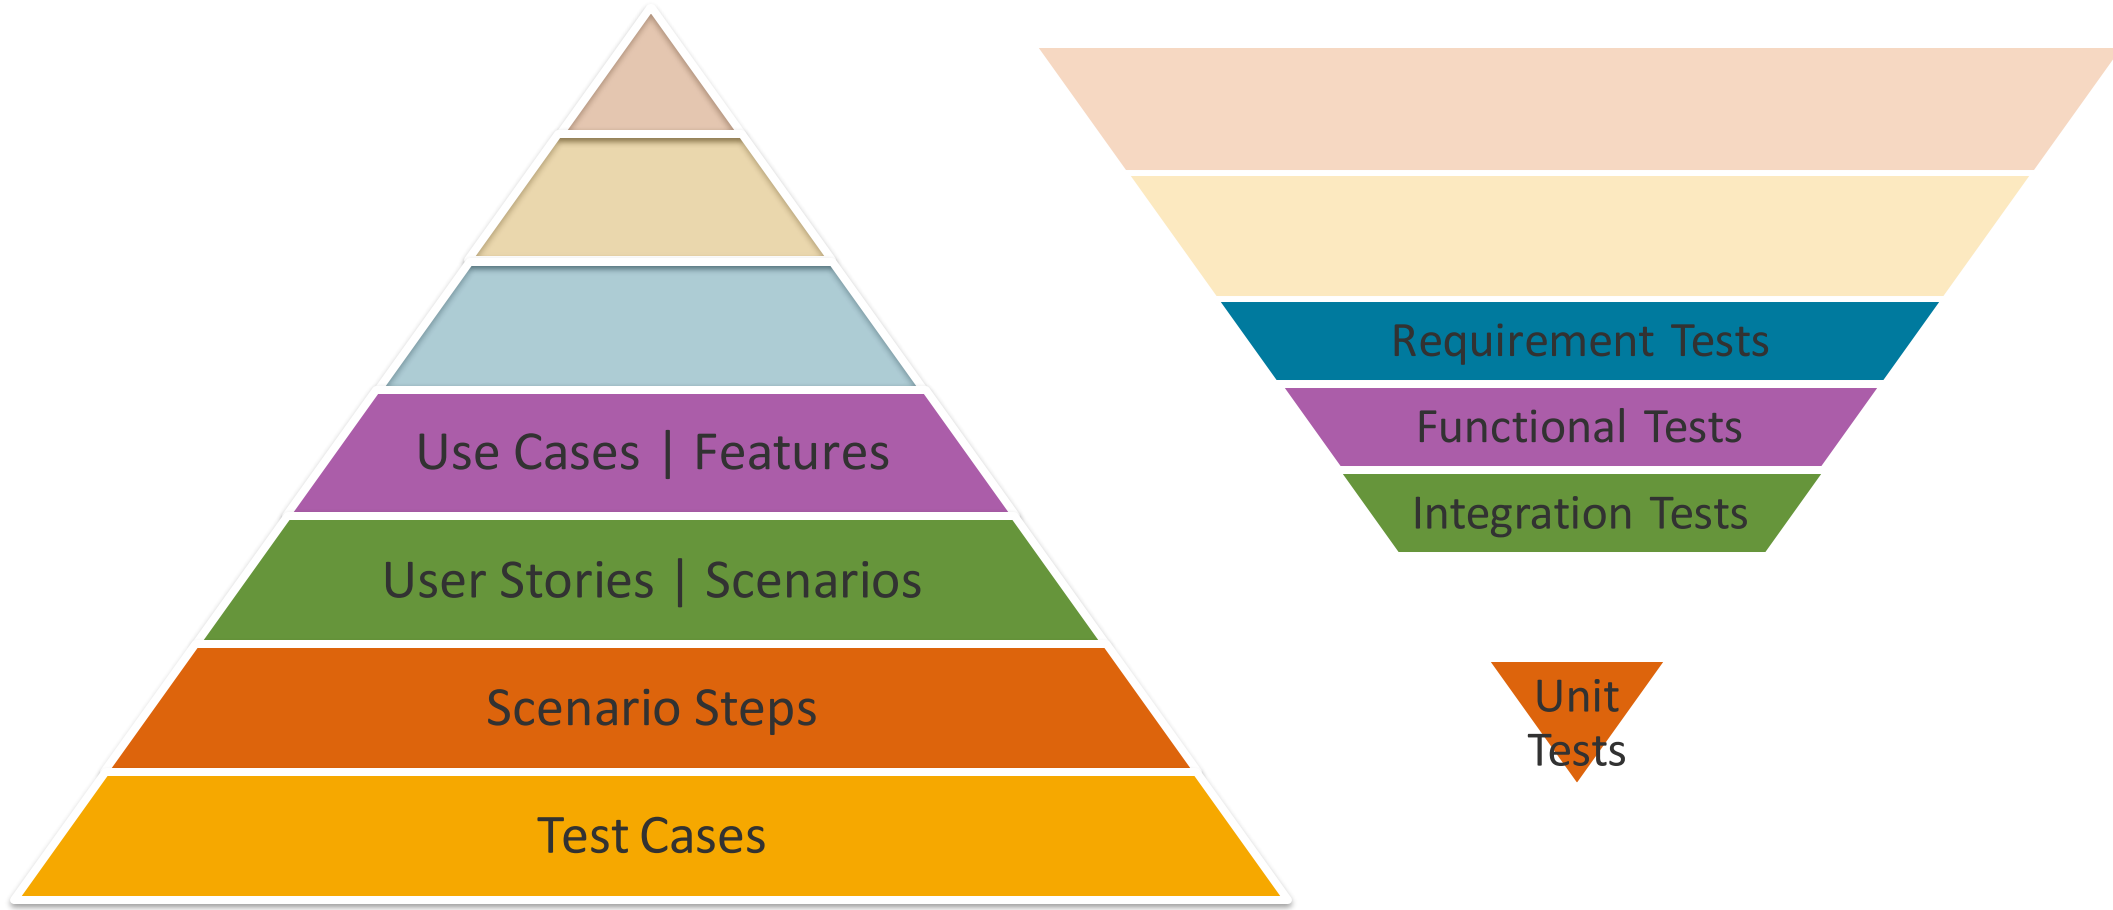 Use Cases | Features
User Stories | Scenarios
Scenario Steps
Test Cases
Requirement Tests
Functional Tests
Integration Tests
Unit
Tests